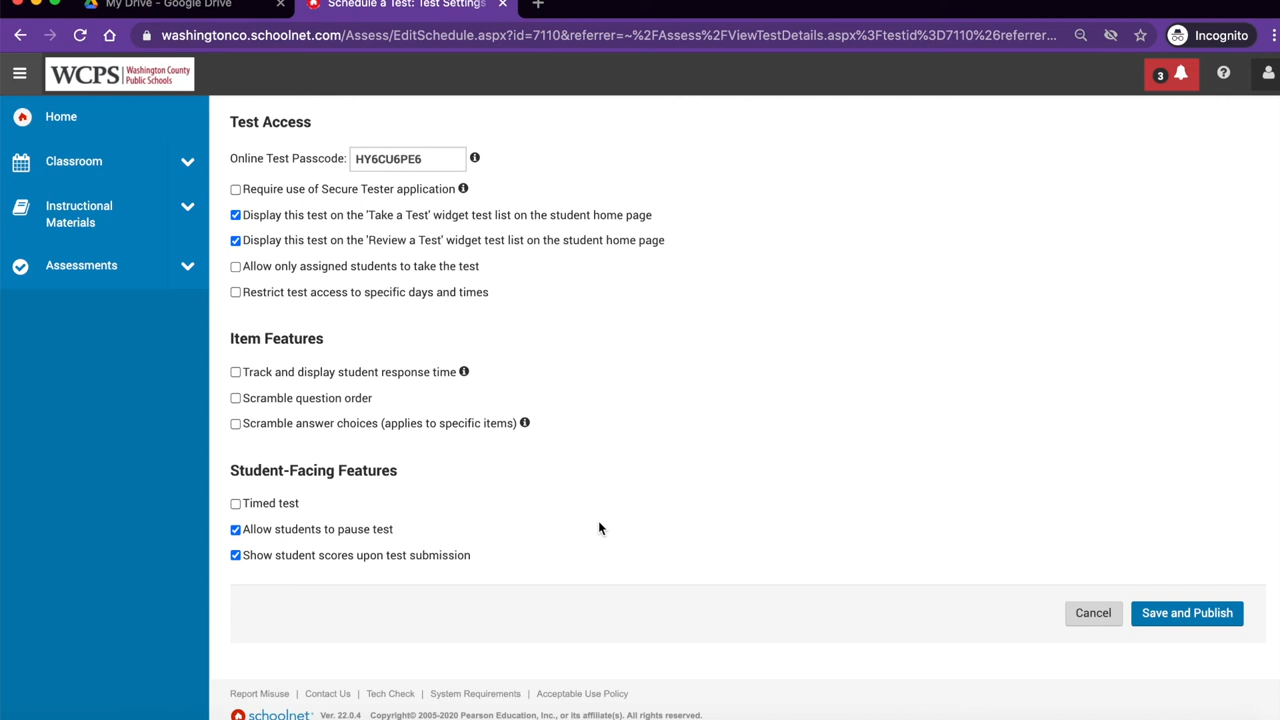 My Drive - Google Drive
Schedule a Test: Test Settings
washingtonco.schoolnet.com/Assess/EditSchedule.aspx?id=7110&referrer=~%2FAssess%2FViewTestDetails.aspx%3Ftestid%3D7110%26referrer...
Incognito
WCPS | Washington County
Public Schools
3
Home
Classroom
Instructional
Materials
Assessments
Test Access
Online Test Passcode: HY6CU6PE6
Require use of Secure Tester application
Display this test on the 'Take a Test' widget test list on the student home page
Display this test on the 'Review a Test' widget test list on the student home page
Allow only assigned students to take the test
Restrict test access to specific days and times
Item Features
Track and display student response time
Scramble question order
Scramble answer choices (applies to specific items)
Student-Facing Features
Timed test
Allow students to pause test
Show student scores upon test submission
Cancel
Save and Publish
Report Misuse | Contact Us | Tech Check | System Requirements | Acceptable Use Policy
schoolnet Ver. 22.0.4 Copyright© 2005-2020 Pearson Education, Inc., or its affiliate(s). All rights reserved.